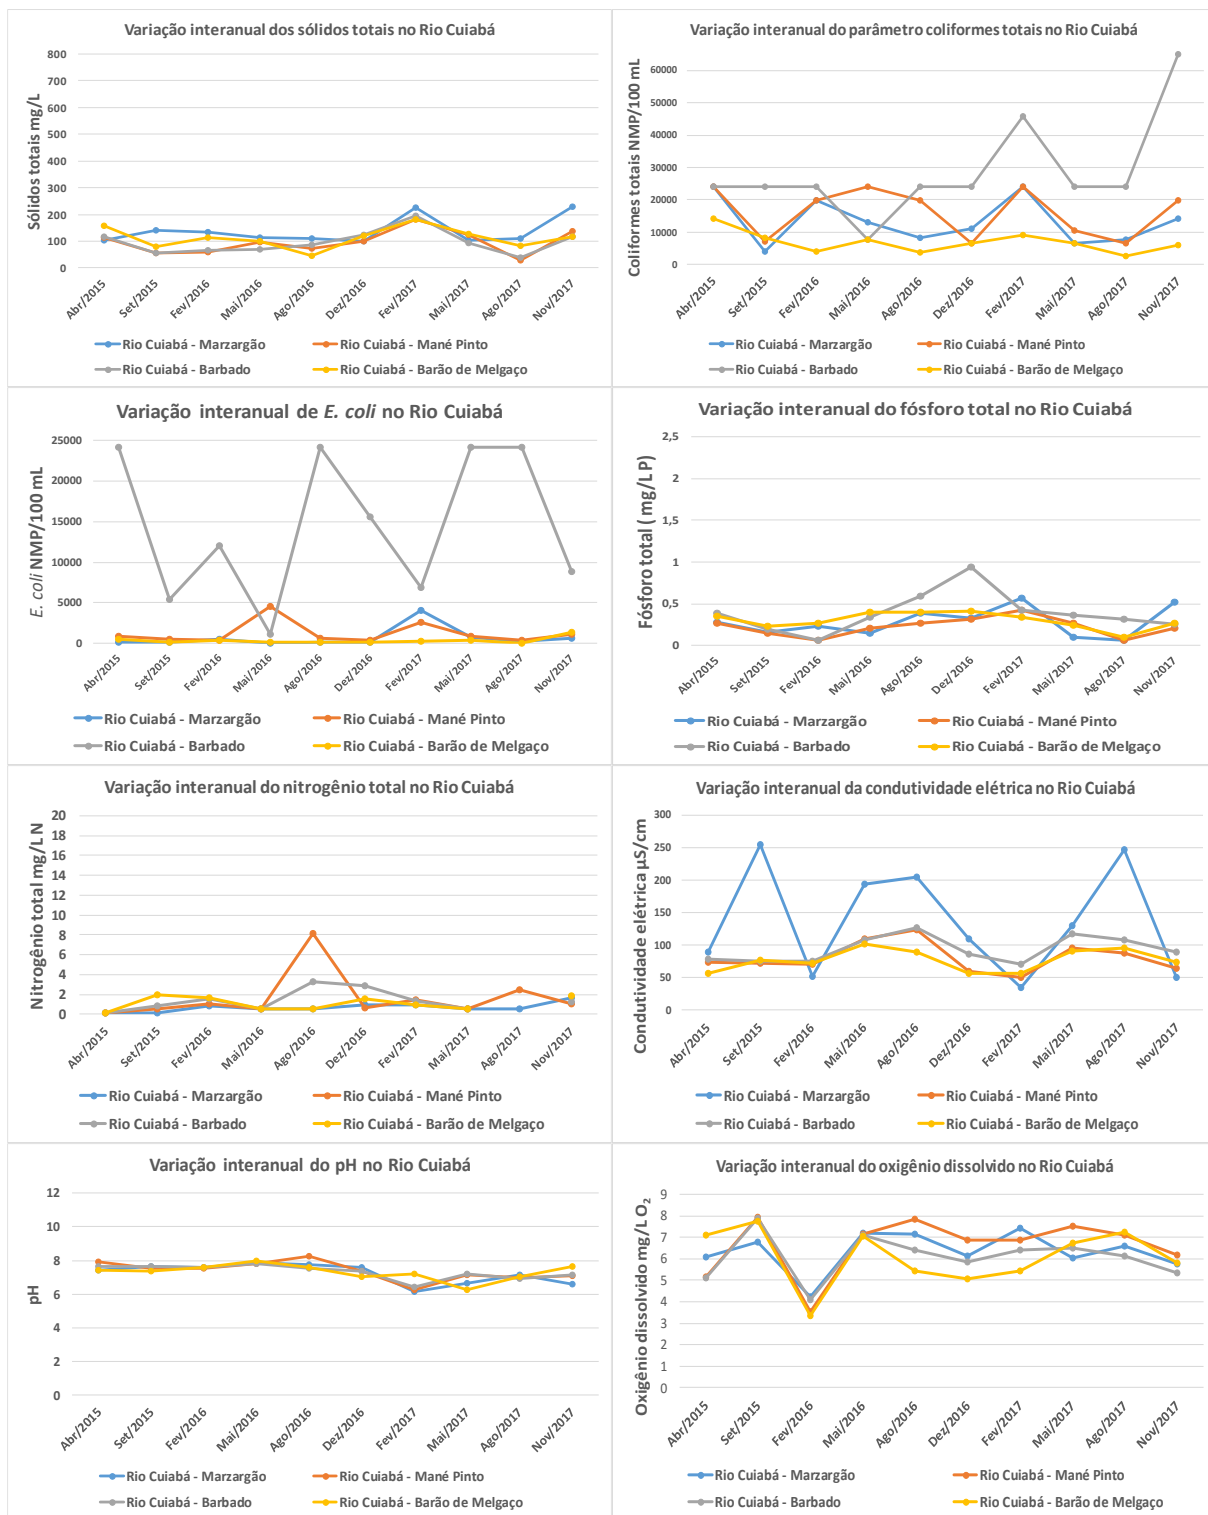 Variação interanual dos sólidos totais no Rio Cuiabá
Sólidos totais mg/L
800
700
600
500
400
300
200
100
0
Abr/2015 Set/2015 Fev/2016 Mai/2016 Ago/2016 Dez/2016 Fev/2017 Mai/2017 Ago/2017 Nov/2017
Rio Cuiabá - Marzargão Rio Cuiabá - Mané Pinto
Rio Cuiabá - Barbado Rio Cuiabá - Barão de Melgaço
Variação interanual do parâmetro coliformes totais no Rio Cuiabá
Coliformes totais NMP/100 mL
60000
50000
40000
30000
20000
10000
0
Abr/2015 Set/2015 Fev/2016 Mai/2016 Ago/2016 Dez/2016 Fev/2017 Mai/2017 Ago/2017 Nov/2017
Rio Cuiabá - Marzargão Rio Cuiabá - Mané Pinto
Rio Cuiabá - Barbado Rio Cuiabá - Barão de Melgaço
Variação interanual de E. coli no Rio Cuiabá
E. coli NMP/100 mL
25000
20000
15000
10000
5000
0
Abr/2015 Set/2015 Fev/2016 Mai/2016 Ago/2016 Dez/2016 Fev/2017 Mai/2017 Ago/2017 Nov/2017
Rio Cuiabá - Marzargão Rio Cuiabá - Mané Pinto
Rio Cuiabá - Barbado Rio Cuiabá - Barão de Melgaço
Variação interanual do fósforo total no Rio Cuiabá
Fósforo total ( mg/L P)
2,5
2
1,5
1
0,5
0
Abr/2015 Set/2015 Fev/2016 Mai/2016 Ago/2016 Dez/2016 Fev/2017 Mai/2017 Ago/2017 Nov/2017
Rio Cuiabá - Marzargão Rio Cuiabá - Mané Pinto
Rio Cuiabá - Barbado Rio Cuiabá - Barão de Melgaço
Variação interanual do nitrogênio total no Rio Cuiabá
Nitrogênio total mg/L N
20
18
16
14
12
10
8
6
4
2
0
Abr/2015 Set/2015 Fev/2016 Mai/2016 Ago/2016 Dez/2016 Fev/2017 Mai/2017 Ago/2017 Nov/2017
Rio Cuiabá - Marzargão Rio Cuiabá - Mané Pinto
Rio Cuiabá - Barbado Rio Cuiabá - Barão de Melgaço
Variação interanual da condutividade elétrica no Rio Cuiabá
Condutividade elétrica µS/cm
300
250
200
150
100
50
0
Abr/2015 Set/2015 Fev/2016 Mai/2016 Ago/2016 Dez/2016 Fev/2017 Mai/2017 Ago/2017 Nov/2017
Rio Cuiabá - Marzargão Rio Cuiabá - Mané Pinto
Rio Cuiabá - Barbado Rio Cuiabá - Barão de Melgaço
Variação interanual do pH no Rio Cuiabá
pH
12
10
8
6
4
2
0
Abr/2015 Set/2015 Fev/2016 Mai/2016 Ago/2016 Dez/2016 Fev/2017 Mai/2017 Ago/2017 Nov/2017
Rio Cuiabá - Marzargão Rio Cuiabá - Mané Pinto
Rio Cuiabá - Barbado Rio Cuiabá - Barão de Melgaço
Variação interanual do oxigênio dissolvido no Rio Cuiabá
Oxigênio dissolvido mg/L O₂
9
8
7
6
5
4
3
2
1
0
Abr/2015 Set/2015 Fev/2016 Mai/2016 Ago/2016 Dez/2016 Fev/2017 Mai/2017 Ago/2017 Nov/2017
Rio Cuiabá - Marzargão Rio Cuiabá - Mané Pinto
Rio Cuiabá - Barbado Rio Cuiabá - Barão de Melgaço